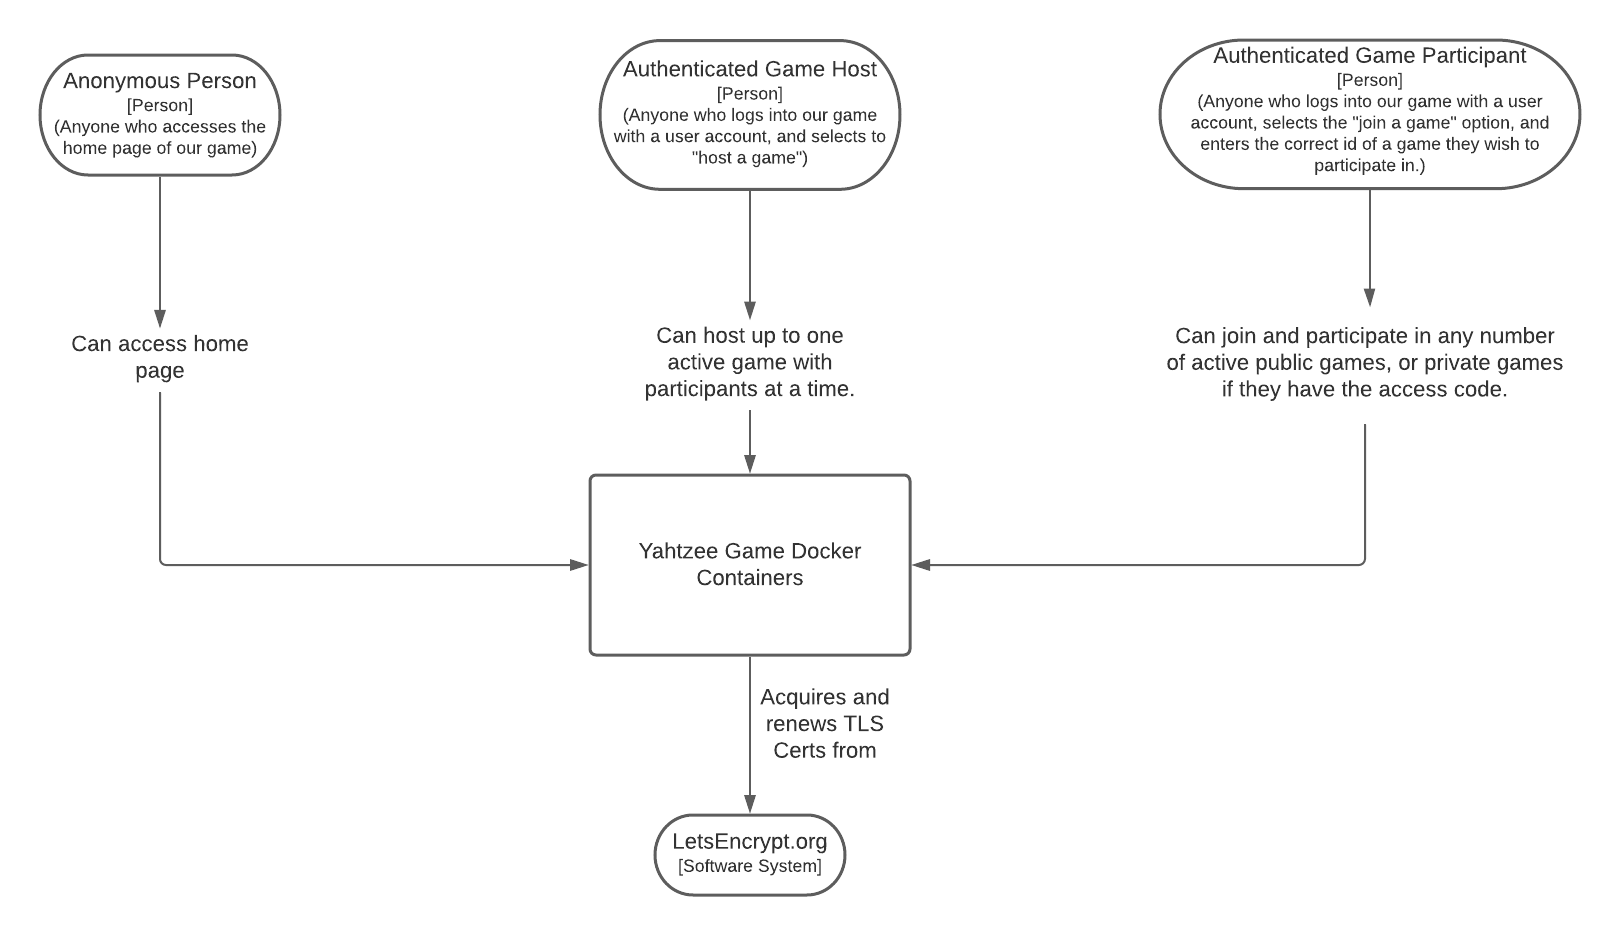 Anonymous Person
[Person]
(Anyone who accesses the
home page of our game)
Authenticated Game Host
[Person]
(Anyone who logs into our game
with a user account, and selects to
"host a game")
Authenticated Game Participant
[Person]
(Anyone who logs into our game with a user
account, selects the "join a game" option, and
enters the correct id of a game they wish to
participate in.)
Can access home
page
Can host up to one
active game with
participants at a time.
Can join and participate in any number
of active public games, or private games
if they have the access code.
Yahtzee Game Docker
Containers
Acquires and
renews TLS
Certs from
LetsEncrypt.org
[Software System]